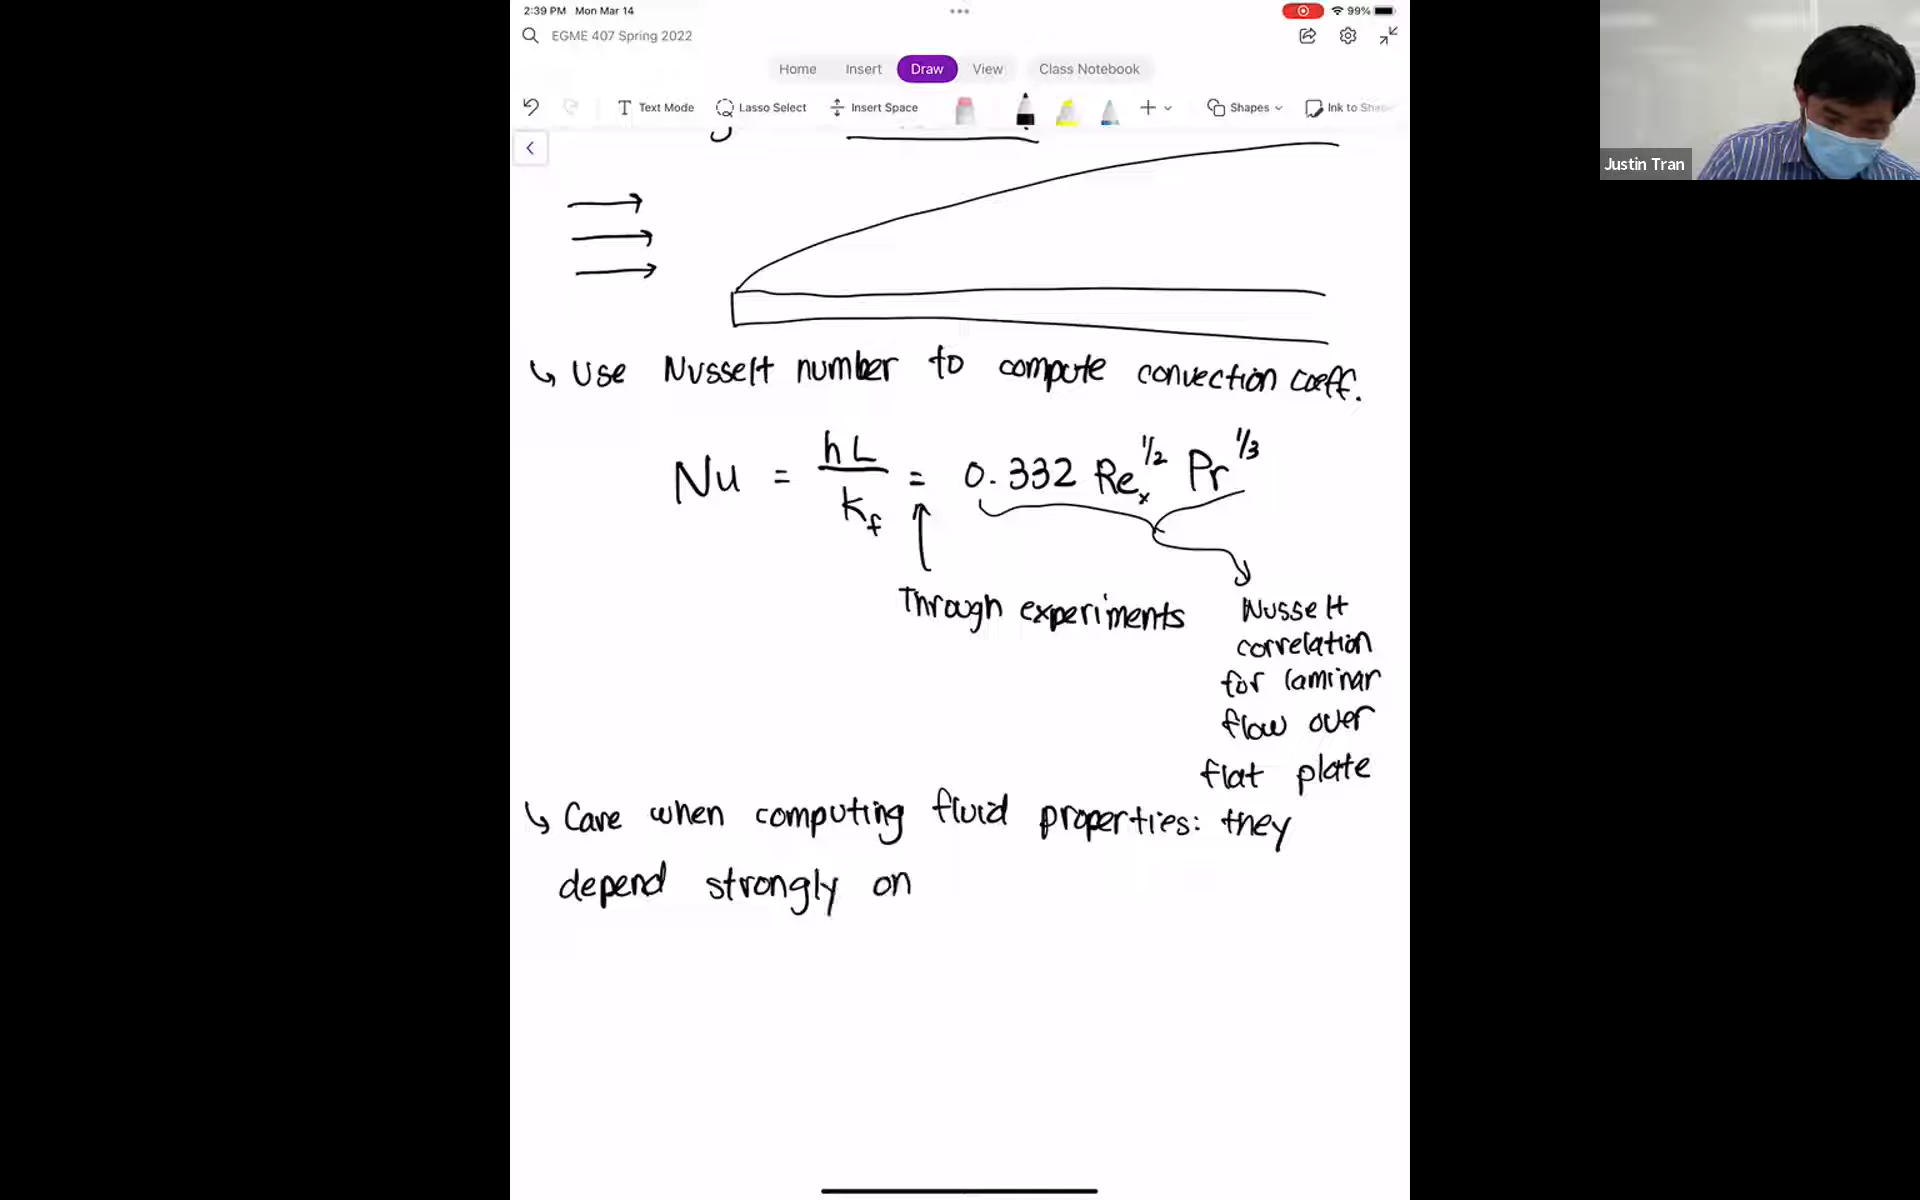 2:39 PM Mon Mar 14
99%
EGME 407 Spring 2022
Home Insert Draw View Class Notebook
Text Mode Lasso Select Insert Space Shapes Ink to Shape
Justin Tran
↳ Use Nusselt number to compute convection coeff.
Nu = hL/k_f = 0.332 Re_x^1/2 Pr^1/3
Through experiments
Nusselt
correlation
for laminar
flow over
flat plate
↳ Care when computing fluid properties: they
depend strongly on